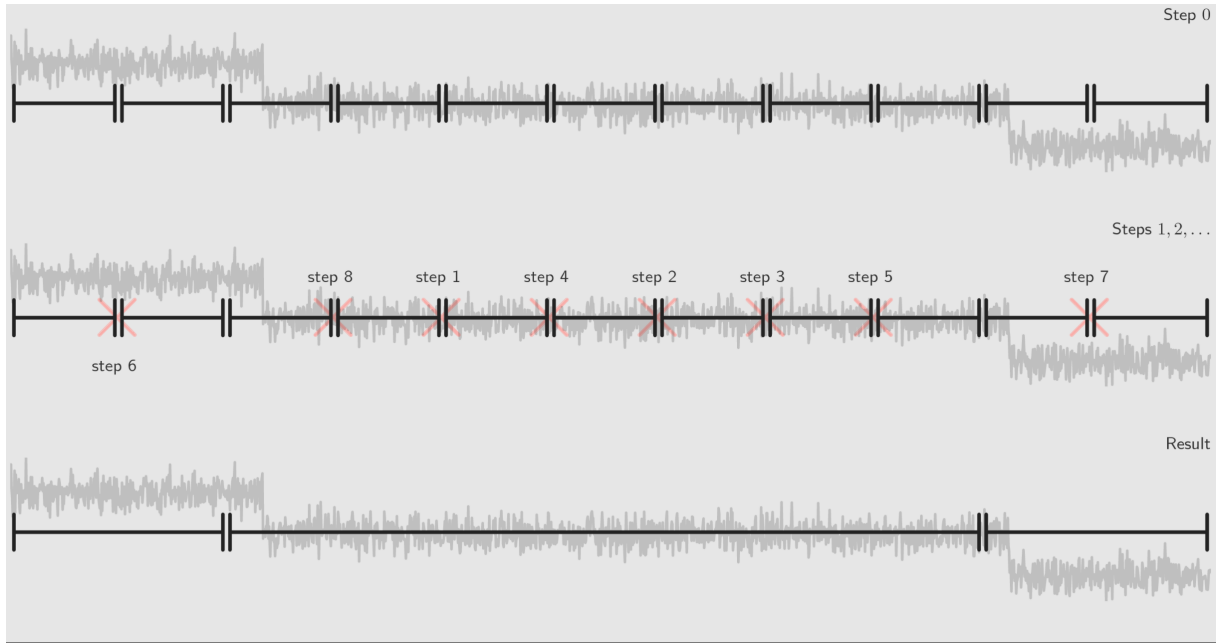 Step 0
Steps 1, 2, . . .
step 8 step 1 step 4 step 2 step 3 step 5 step 7
step 6
Result